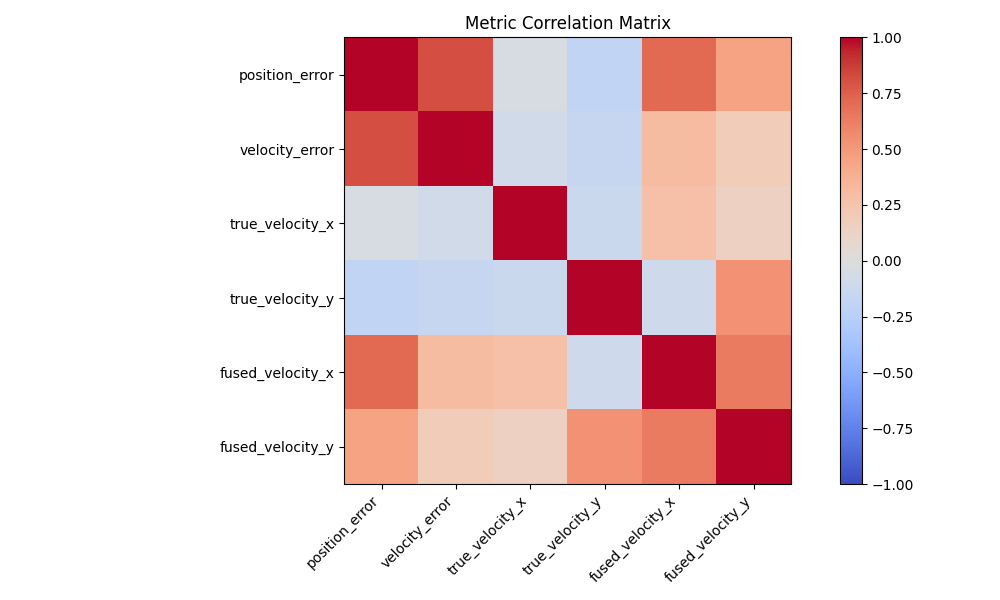 Metric Correlation Matrix
position_error
velocity_error
true_velocity_x
true_velocity_y
fused_velocity_x
fused_velocity_y
position_error
velocity_error
true_velocity_x
true_velocity_y
fused_velocity_x
fused_velocity_y
1.00
0.75
0.50
0.25
0.00
−0.25
−0.50
−0.75
−1.00